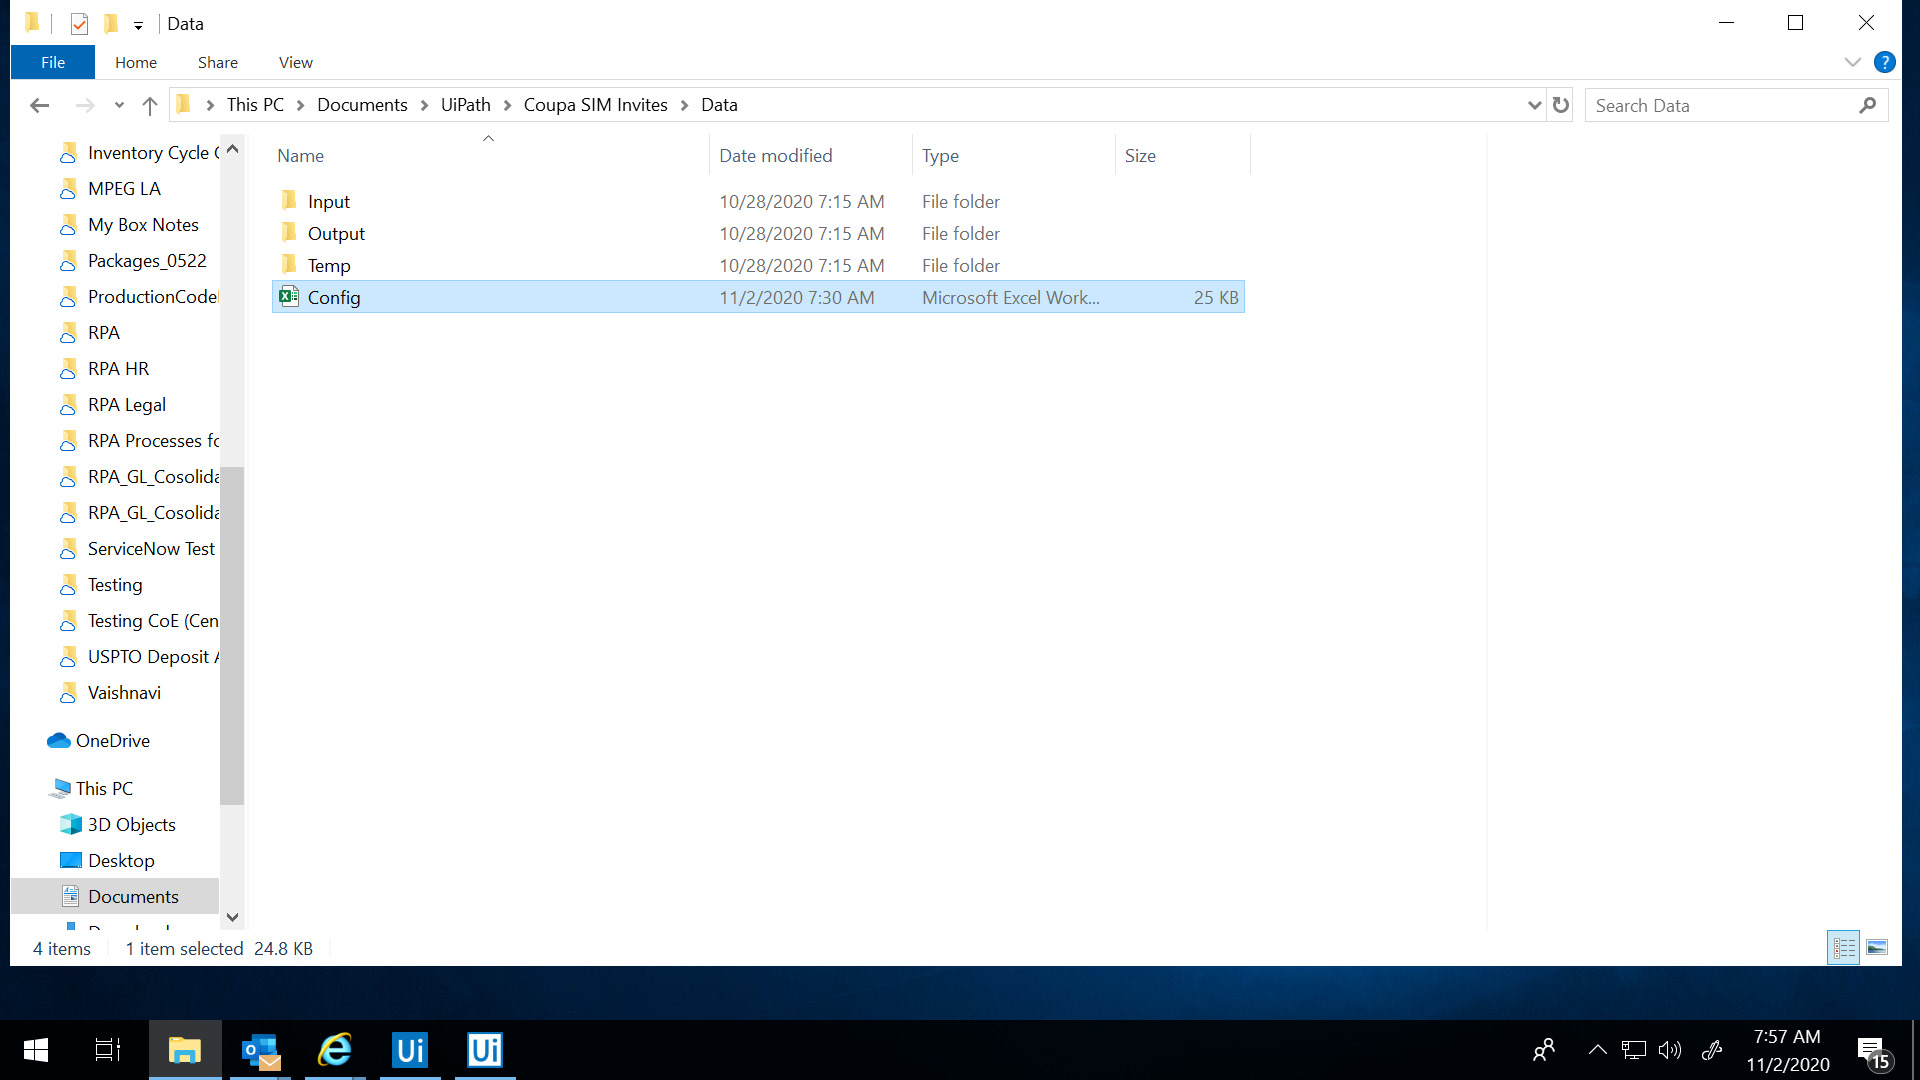 Data
File Home Share View
This PC Documents UiPath Coupa SIM Invites Data
Search Data
Name Date modified Type Size
Input 10/28/2020 7:15 AM File folder
Output 10/28/2020 7:15 AM File folder
Temp 10/28/2020 7:15 AM File folder
Config 11/2/2020 7:30 AM Microsoft Excel Work... 25 KB
Inventory Cycle
MPEG LA
My Box Notes
Packages_0522
ProductionCode
RPA
RPA HR
RPA Legal
RPA Processes fo
RPA_GL_Cosolida
RPA_GL_Cosolida
ServiceNow Test
Testing
Testing CoE (Cen
USPTO Deposit A
Vaishnavi
OneDrive
This PC
3D Objects
Desktop
Documents
4 items 1 item selected 24.8 KB
Ui Ui
7:57 AM
11/2/2020
15